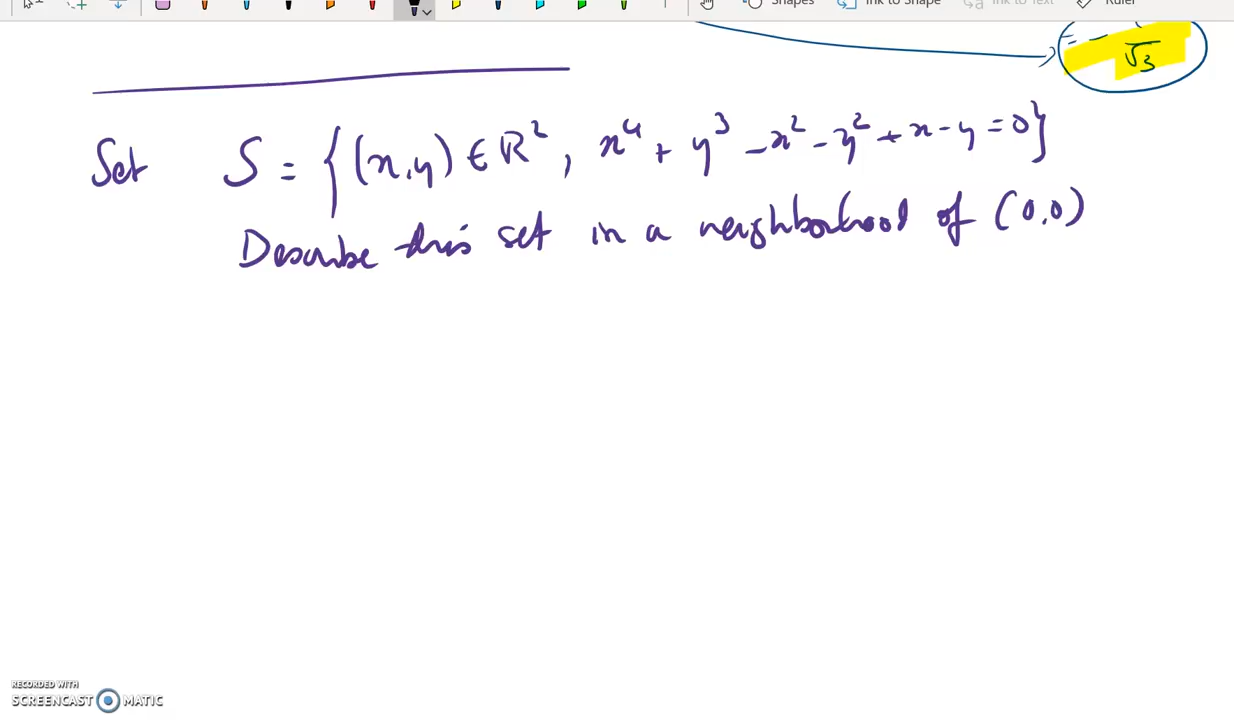 Shapes Ink to Shape Ink to Text Ruler
= - √3
Set S = {(x,y) ∈ ℝ², x⁴ + y³ - x² - y² + x - y = 0}
Describe this set in a neighborhood of (0,0)
RECORDED WITH
SCREENCAST MATIC